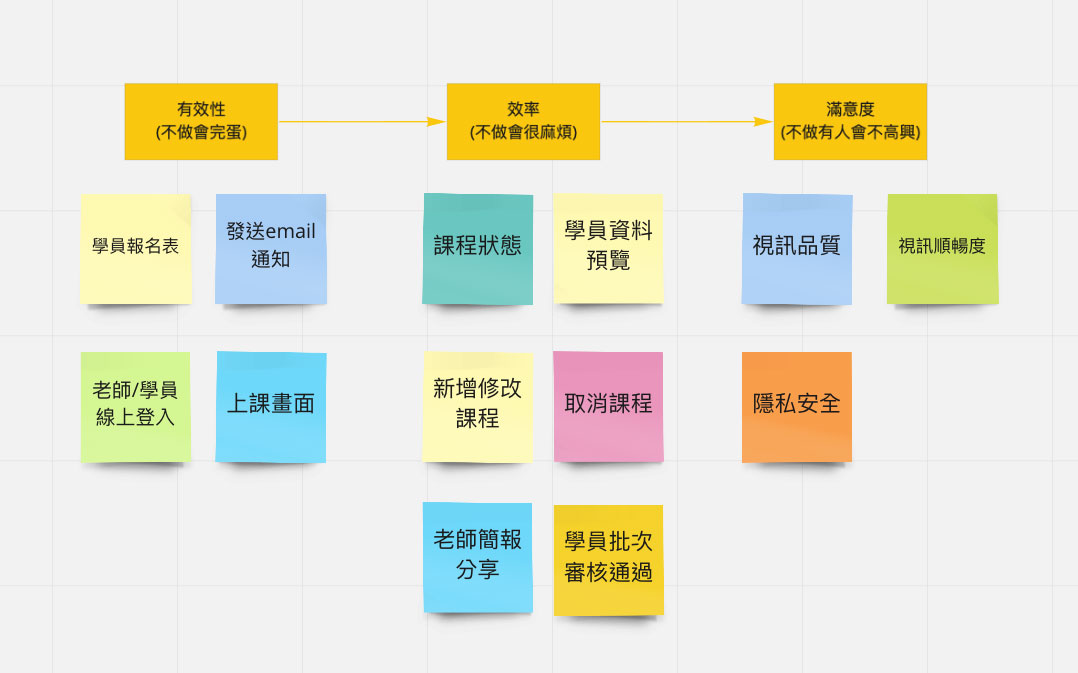 有效性
(不做會完蛋)
效率
(不做會很麻煩)
滿意度
(不做有人會不高興)
學員報名表
發送email
通知
課程狀態
學員資料
預覽
視訊品質
視訊順暢度
老師/學員
線上登入
上課畫面
新增修改
課程
取消課程
隱私安全
老師簡報
分享
學員批次
審核通過